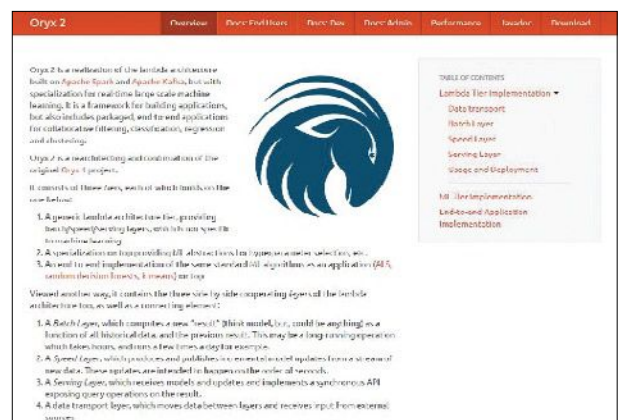 Oryx 2
Overview
Docs: End Users
Docs: Dev
Docs: Admin
Performance
Javadoc
Download
Oryx 2 is a realization of the lambda architecture
built on Apache Spark and Apache Kafka, but with
specialization for real-time large scale machine
learning. It is a framework for building applications,
but also includes packaged, end-to-end applications
for collaborative filtering, classification, regression
and clustering.
Oryx 2 is a rearchitecting and continuation of the
original Oryx 1 project.
It consists of three tiers, each of which builds on the
one below:
1. A generic lambda architecture tier, providing
batch/speed/serving layers, which is not specific
to machine learning
2. A specialization on top providing ML abstractions for hyperparameter selection, etc.
3. An end-to-end implementation of the same standard ML algorithms as an application (ALS,
random decision forests, k-means) on top
Viewed another way, it contains the three side-by-side cooperating layers of the lambda
architecture too, as well as a connecting element:
1. A Batch Layer, which computes a new "result" (think model, but, could be anything) as a
function of all historical data, and the previous result. This may be a long-running operation
which takes hours, and runs a few times a day for example.
2. A Speed Layer, which produces and publishes incremental model updates from a stream of
new data. These updates are intended to happen on the order of seconds.
3. A Serving Layer, which receives models and updates and implements a synchronous API
exposing query operations on the result.
4. A data transport layer, which moves data between layers and receives input from external
sources
TABLE OF CONTENTS
Lambda Tier Implementation
Data transport
Batch Layer
Speed Layer
Serving Layer
Usage and Deployment
ML Tier Implementation
End-to-end Application
Implementation